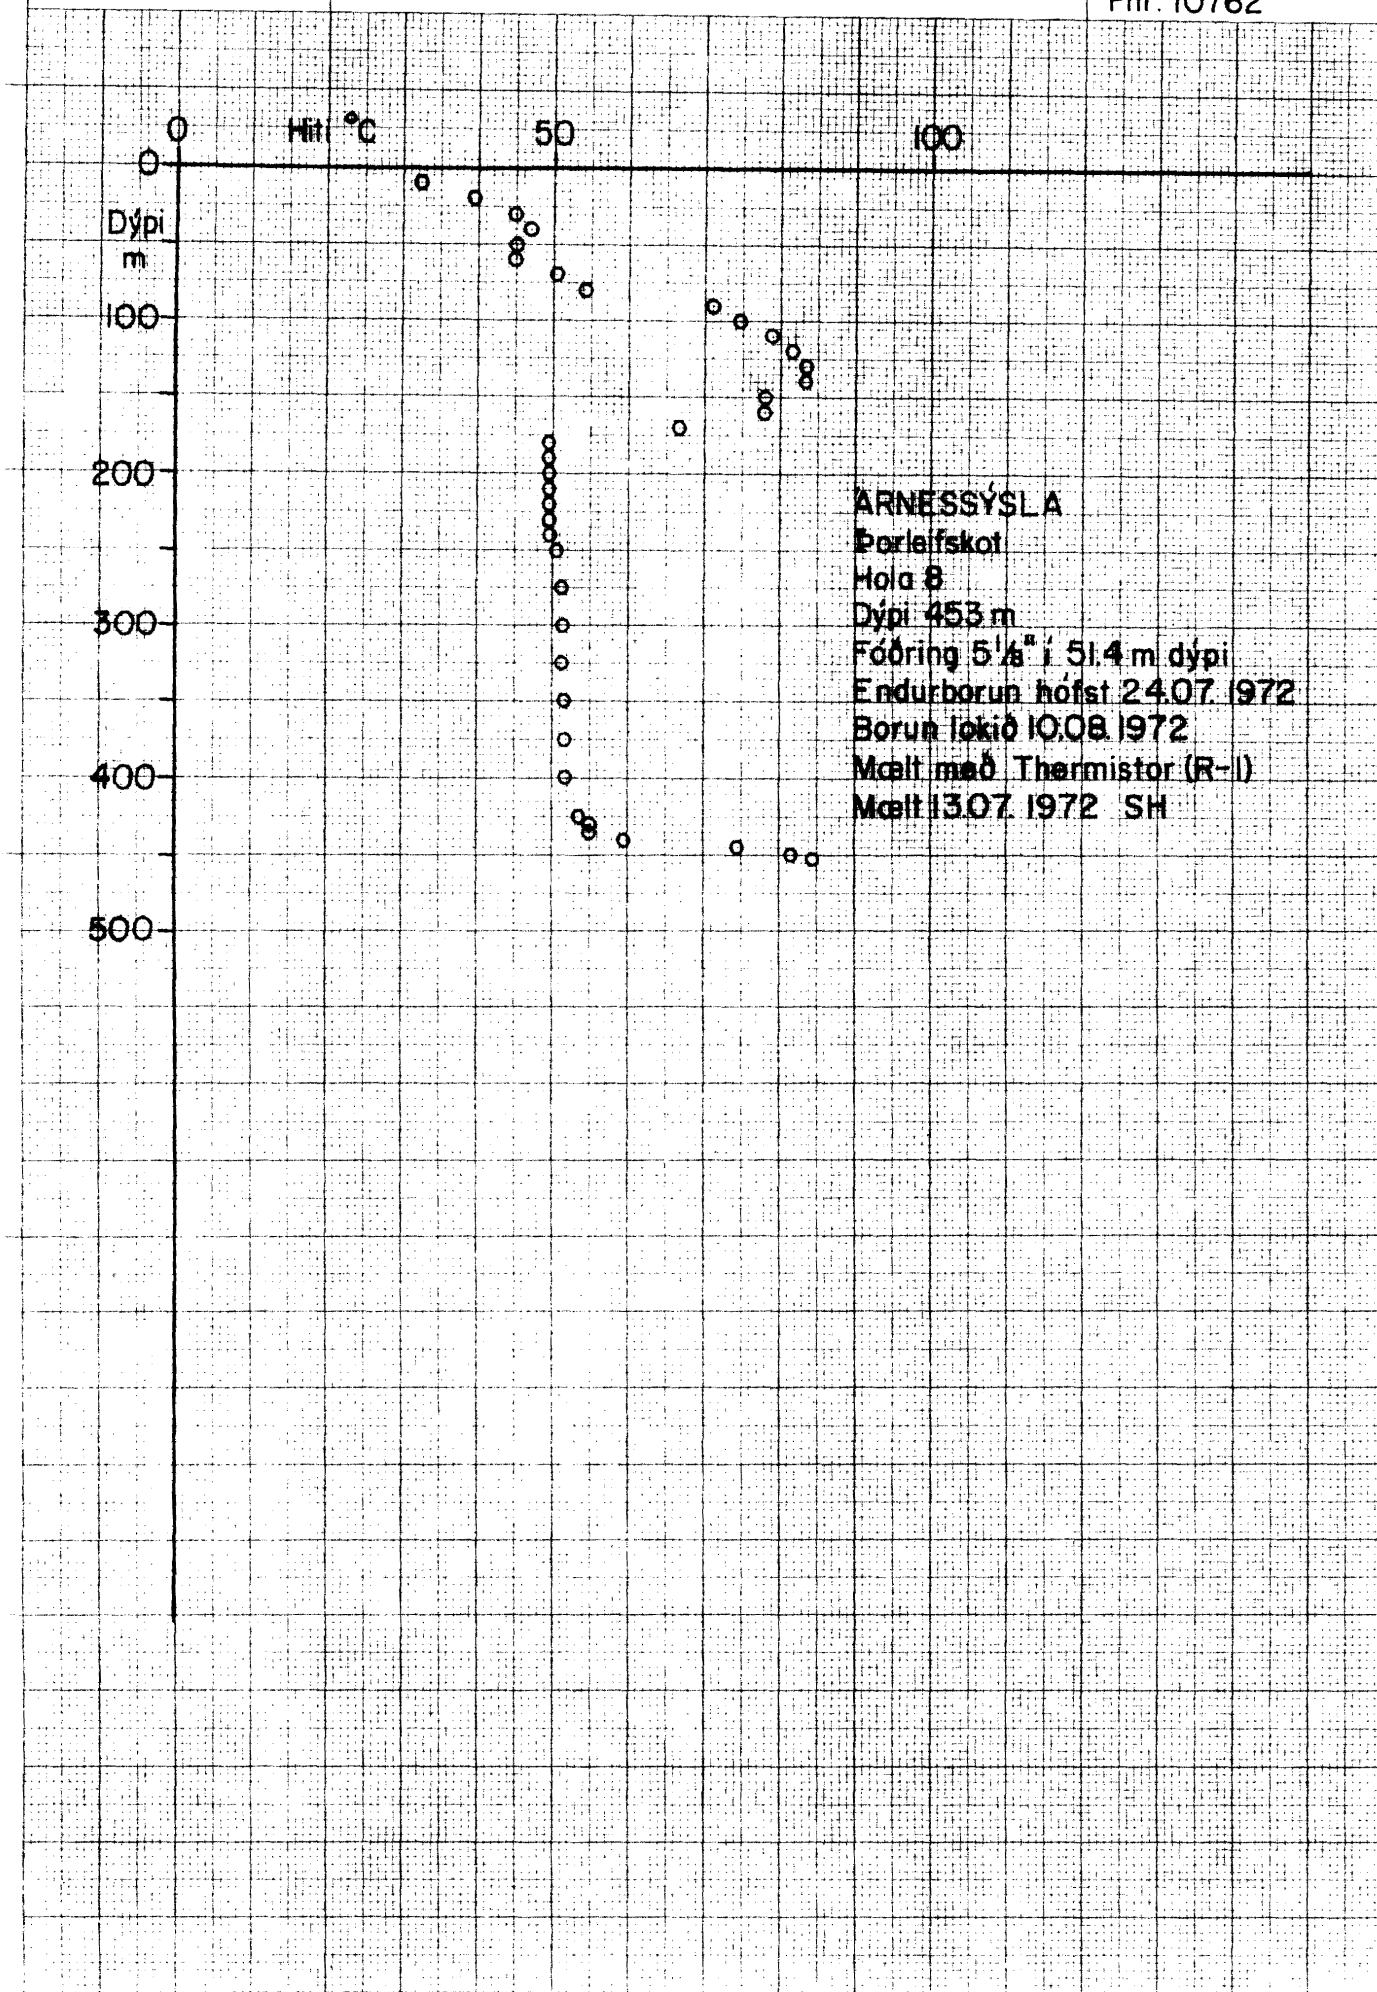 Fnr. 10762
0 Hiti °C 50 100
0
Dýpi
m
100
200
300
400
500
ÁRNESSÝSLA
Þorleifskot
Hola 8
Dýpi 453 m
Fóðring 5 1/8" í 51.4 m dýpi
Endurborun hófst 24.07. 1972
Borun lokið 10.08. 1972
Mælt með Thermistor (R-1)
Mælt 13.07. 1972 SH